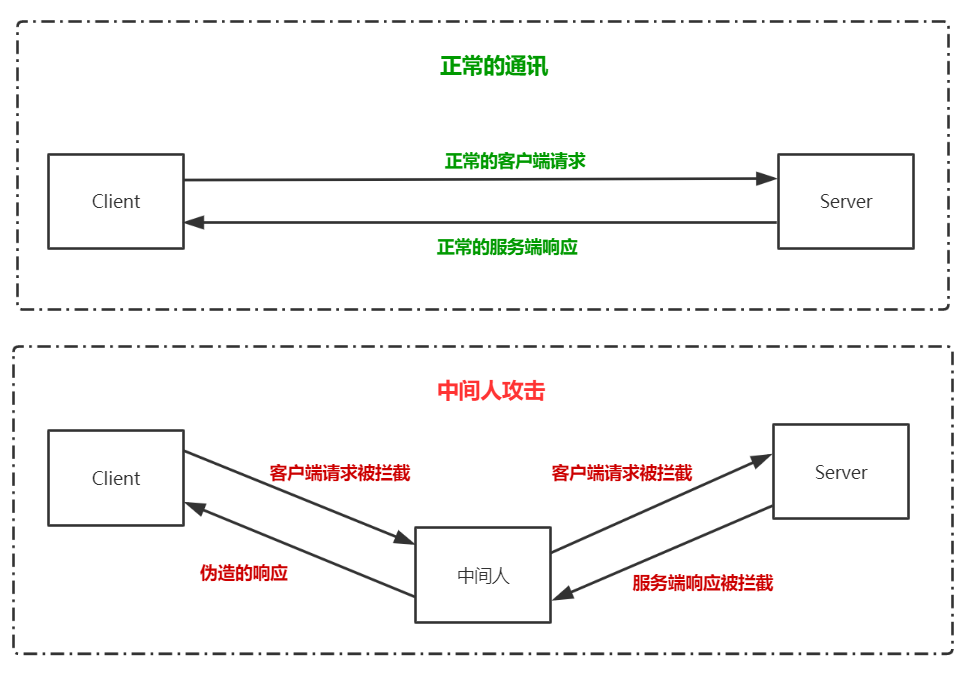 正常的通讯
正常的客户端请求
Client
Server
正常的服务端响应
中间人攻击
客户端请求被拦截
客户端请求被拦截
Client
Server
伪造的响应
中间人
服务端响应被拦截